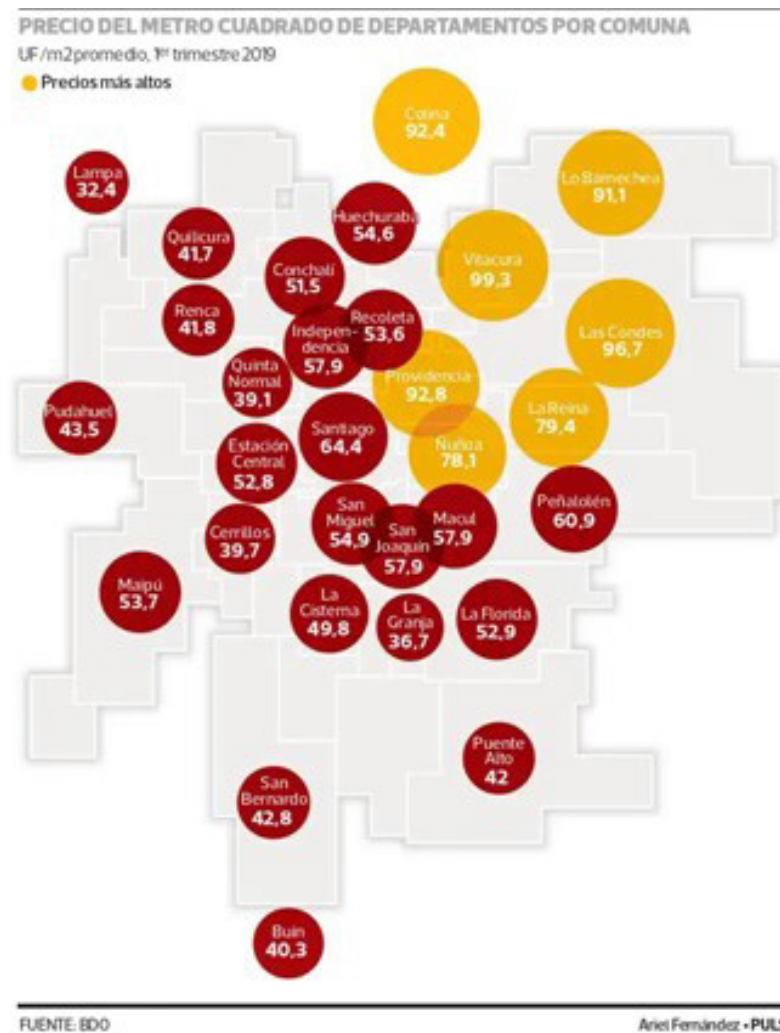 PRECIO DEL METRO CUADRADO DE DEPARTAMENTOS POR COMUNA
UF/m2 promedio, 1er trimestre 2019
Precios más altos
Colina
92,4
Lampa
32,4
Lo Barnechea
91,1
Huechuraba
54,6
Quilicura
41,7
Vitacura
99,3
Conchalí
51,5
Renca
41,8
Recoleta
53,6
Indepen-
dencia
57,9
Las Condes
96,7
Quinta
Normal
39,1
Providencia
92,8
Pudahuel
43,5
La Reina
79,4
Santiago
64,4
Ñuñoa
78,1
Estación
Central
52,8
Peñalolén
60,9
San
Miguel
54,9
Macul
57,9
Cerrillos
39,7
San
Joaquín
57,9
Maipú
53,7
La
Cisterna
49,8
La
Granja
36,7
La Florida
52,9
Puente
Alto
42
San
Bernardo
42,8
Buin
40,3
FUENTE: BDO
Ariel Fernández • PULS